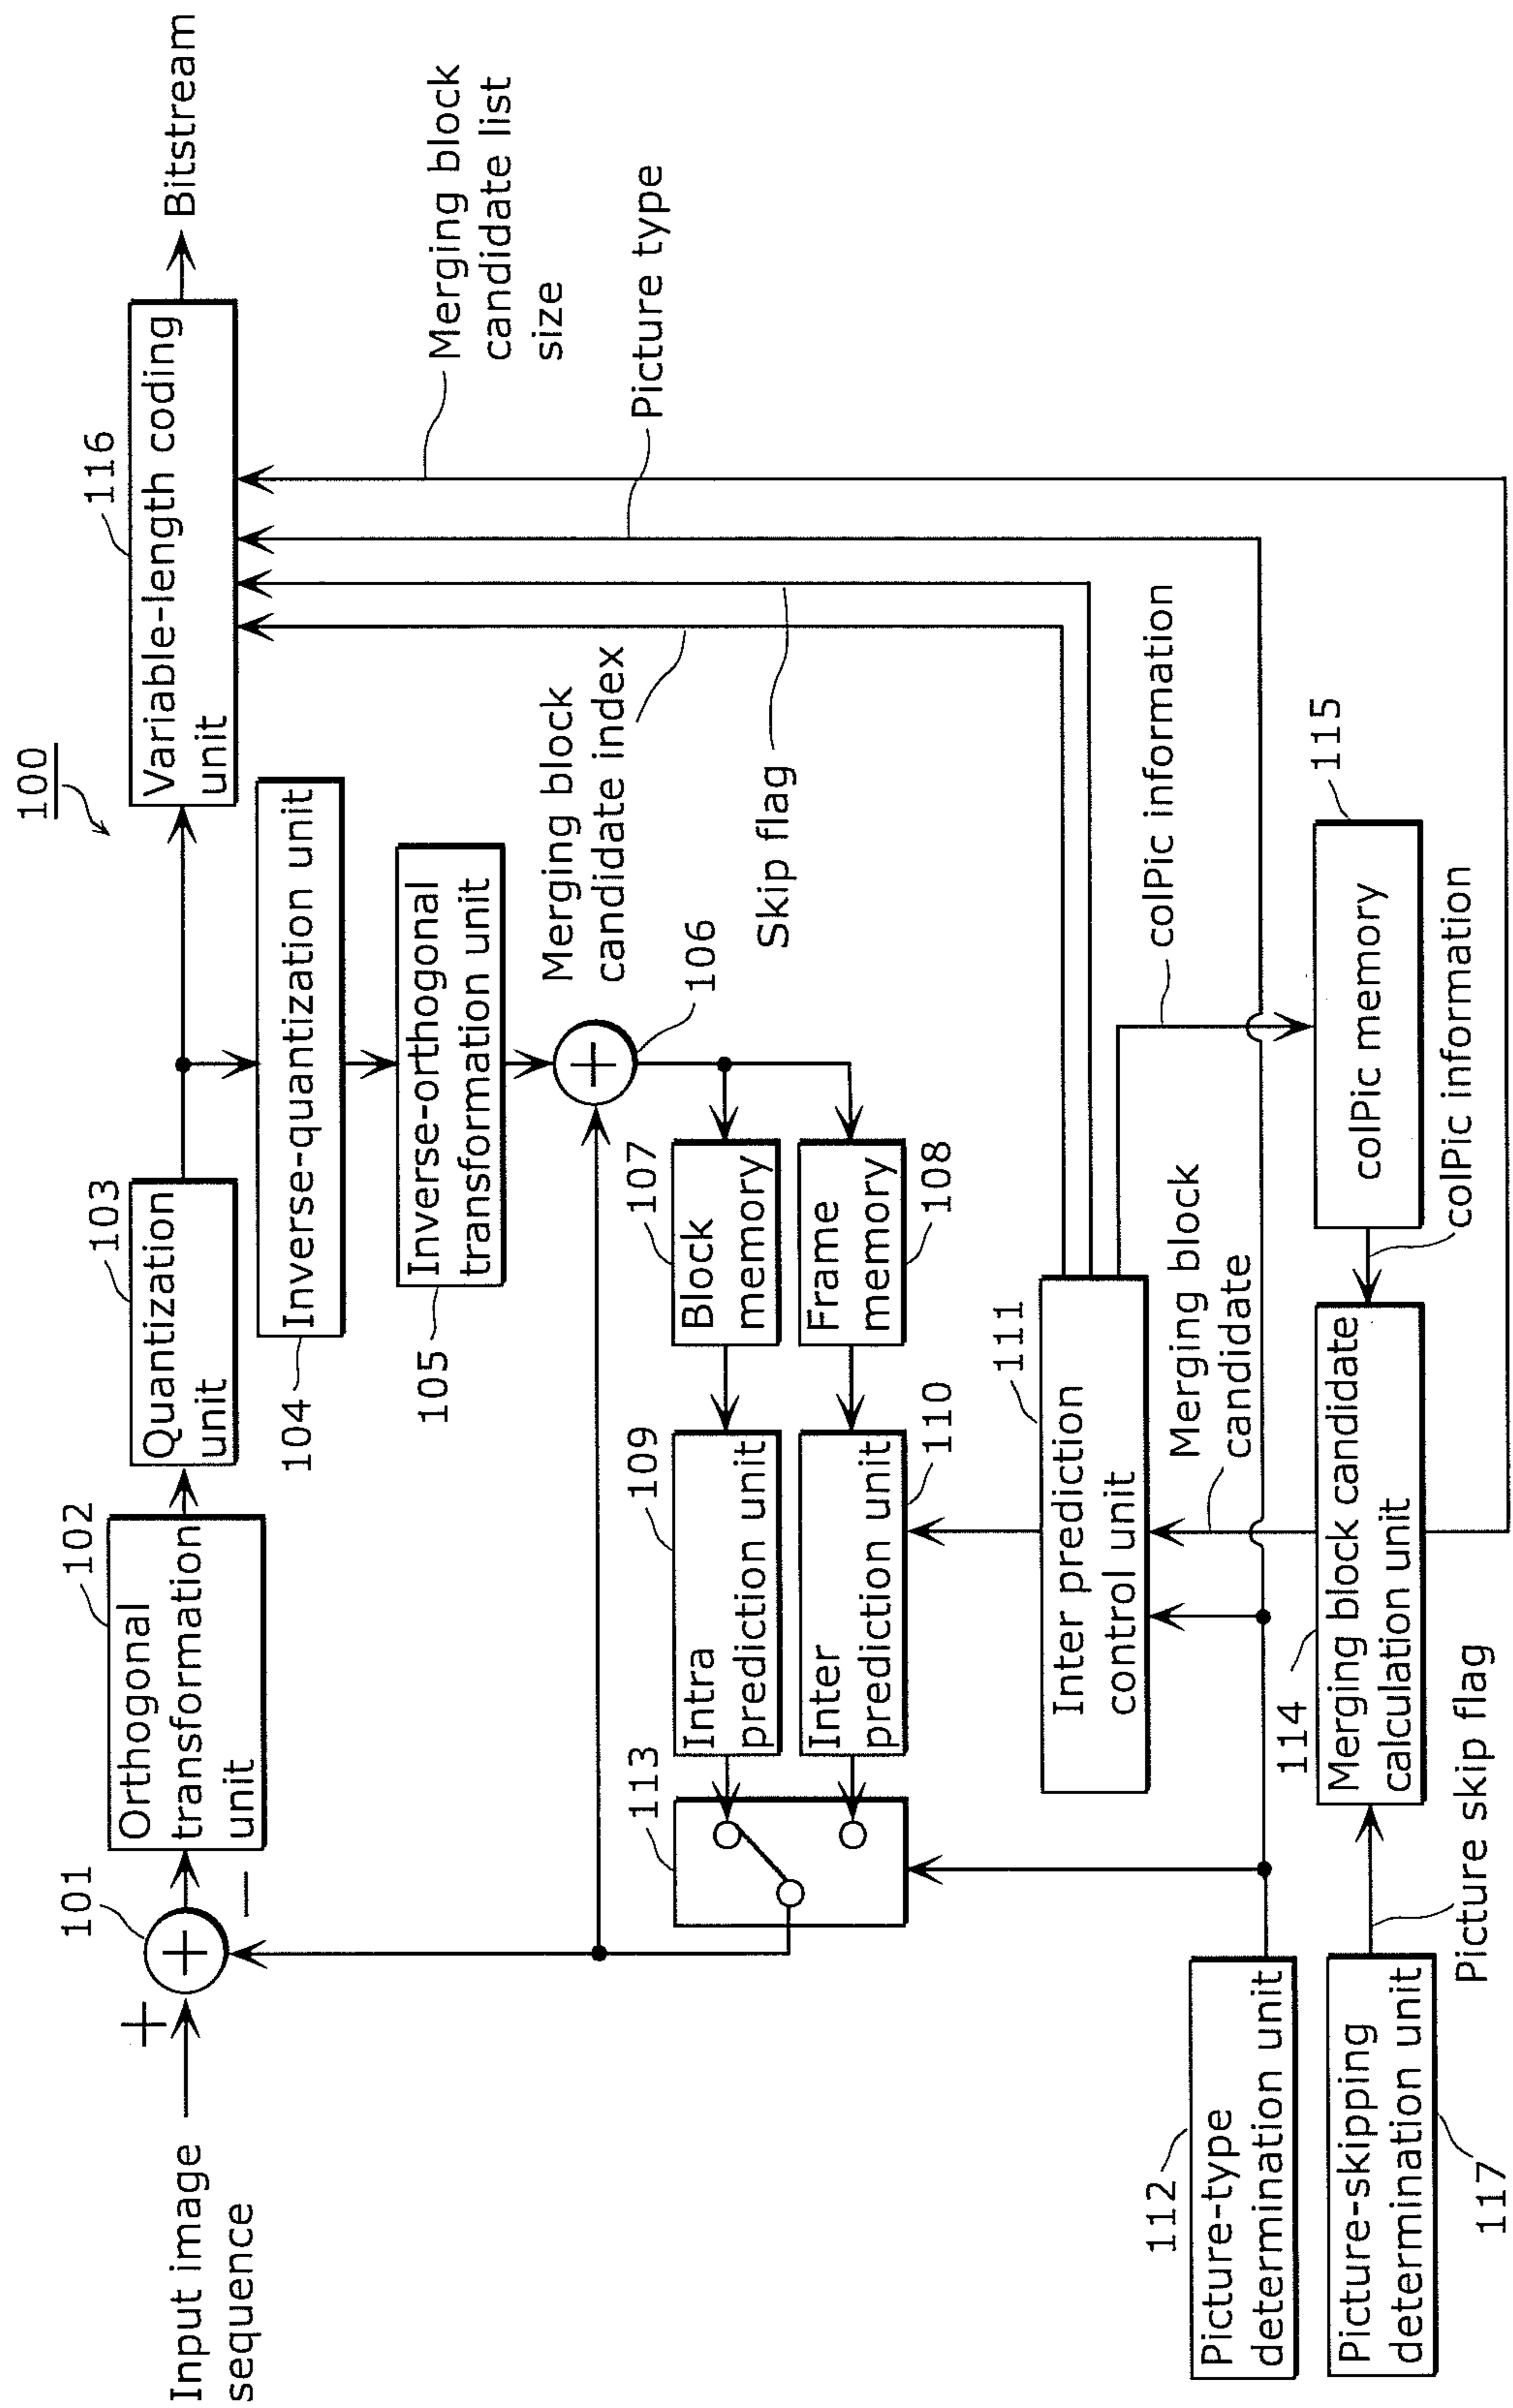 100
Input image
sequence
+
101
+
−
102
Orthogonal
transformation
unit
103
Quantization
unit
116
Variable-length coding
unit
Bitstream
104
Inverse-quantization unit
105
Inverse-orthogonal
transformation unit
Merging block
candidate list
size
Picture type
Merging block
candidate index
Skip flag
+
106
107
Block
memory
Frame
memory
108
109
Intra
prediction unit
Inter
prediction unit
110
113
111
Inter prediction
control unit
colPic information
Merging block
candidate
115
colPic memory
colPic information
112
Picture-type
determination unit
114
Merging block candidate
calculation unit
Picture-skipping
determination unit
117
Picture skip flag